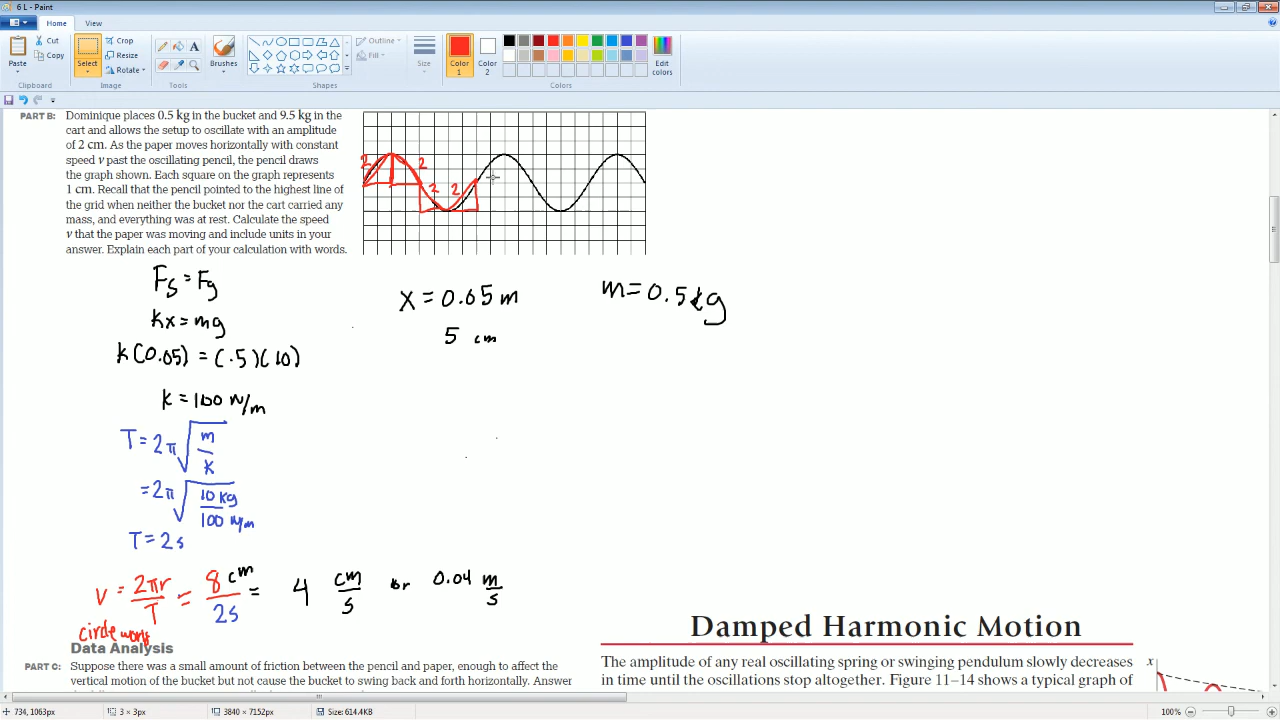 6 L - Paint
Home View
Paste
Cut
Copy
Clipboard
Select
Crop
Resize
Rotate
Image
A
Tools
Brushes
Outline
Fill
Shapes
Size
Color 1
Color 2
Colors
Edit colors
PART B: Dominique places 0.5 kg in the bucket and 9.5 kg in the
cart and allows the setup to oscillate with an amplitude
of 2 cm. As the paper moves horizontally with constant
speed v past the oscillating pencil, the pencil draws
the graph shown. Each square on the graph represents
1 cm. Recall that the pencil pointed to the highest line of
the grid when neither the bucket nor the cart carried any
mass, and everything was at rest. Calculate the speed
v that the paper was moving and include units in your
answer. Explain each part of your calculation with words.
2 2
2 2
Fs = Fg
kx = mg
k(0.05) = (.5)(10)
k = 100 N/m
x = 0.05 m
5 cm
m = 0.5 kg
T = 2π √ m/k
= 2π √ 10 kg/100 N/m
T = 2 s
v = 2πr/T = 8 cm/2s = 4 cm/s or 0.04 m/s
Data Analysis
PART C: Suppose there was a small amount of friction between the pencil and paper, enough to affect the
vertical motion of the bucket but not cause the bucket to swing back and forth horizontally. Answer
Damped Harmonic Motion
The amplitude of any real oscillating spring or swinging pendulum slowly decreases
in time until the oscillations stop altogether. Figure 11–14 shows a typical graph of
x
734, 1063px
3 × 3px
3840 × 7152px
Size: 614.4KB
100%